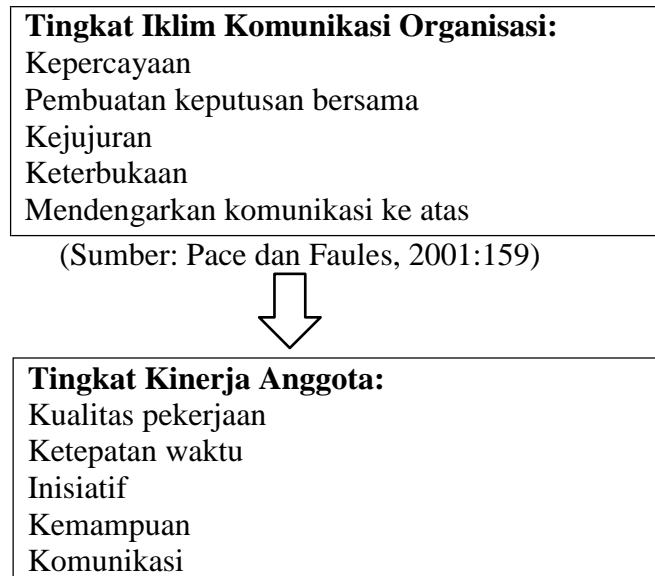 Tingkat Iklim Komunikasi Organisasi:
Kepercayaan
Pembuatan keputusan bersama
Kejujuran
Keterbukaan
Mendengarkan komunikasi ke atas
(Sumber: Pace dan Faules, 2001:159)
Tingkat Kinerja Anggota:
Kualitas pekerjaan
Ketepatan waktu
Inisiatif
Kemampuan
Komunikasi